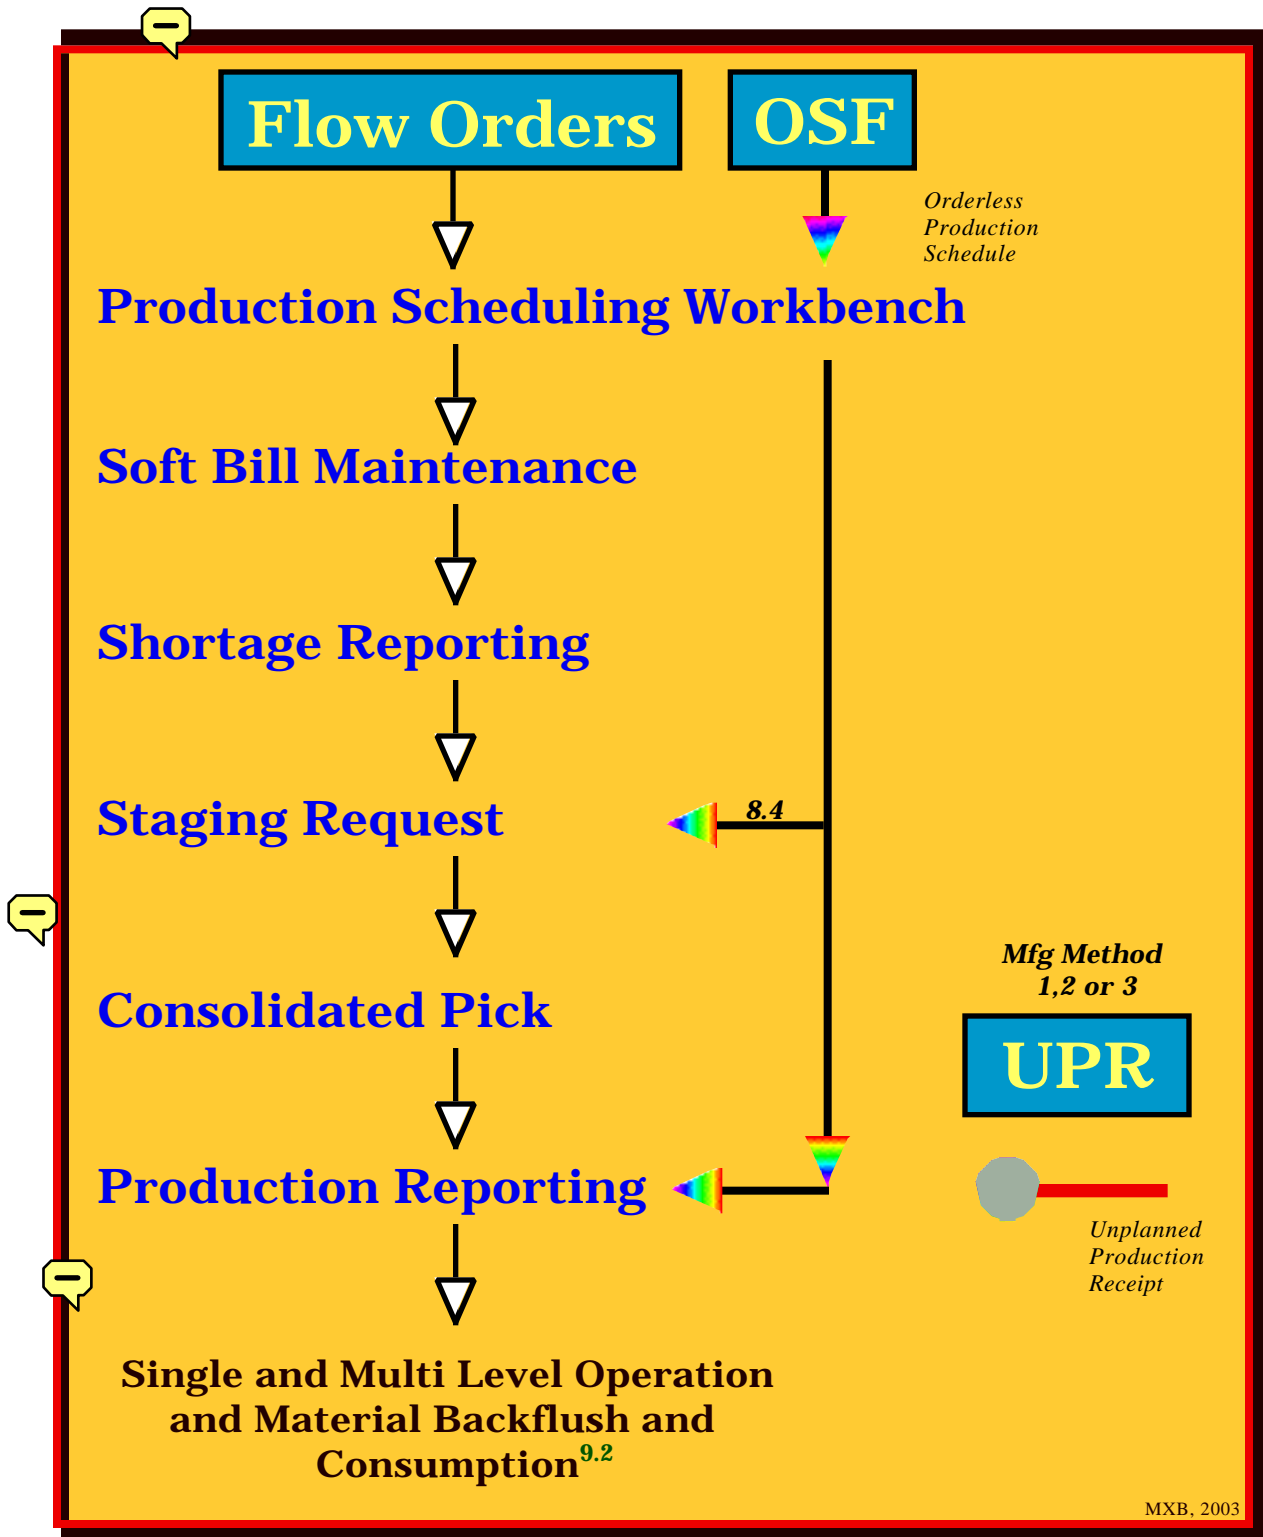 Flow Orders
OSF
Orderless
Production
Schedule
Production Scheduling Workbench
Soft Bill Maintenance
Shortage Reporting
Staging Request
8.4
Consolidated Pick
Mfg Method
1,2 or 3
UPR
Production Reporting
Unplanned
Production
Receipt
Single and Multi Level Operation
and Material Backflush and
Consumption9.2
MXB, 2003